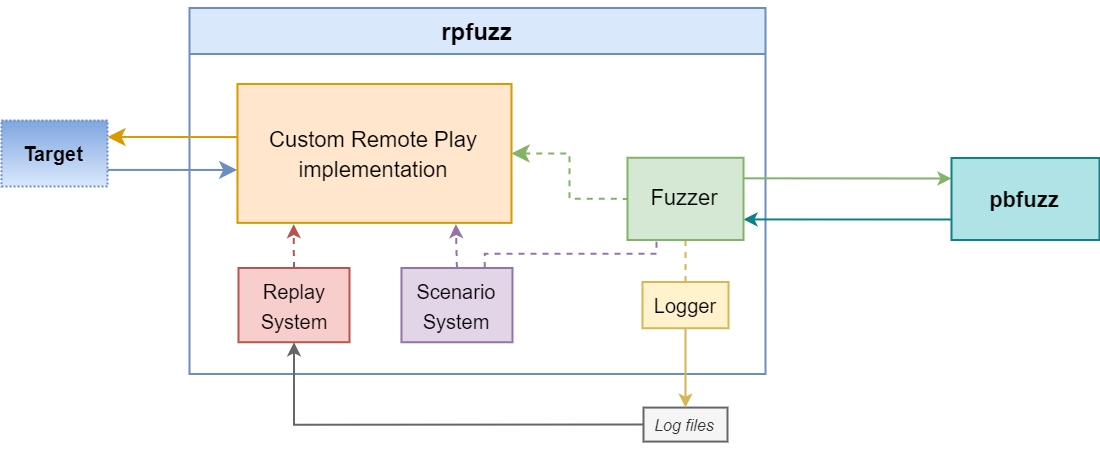 rpfuzz
Custom Remote Play
implementation
Target
Fuzzer
pbfuzz
Replay
System
Scenario
System
Logger
Log files